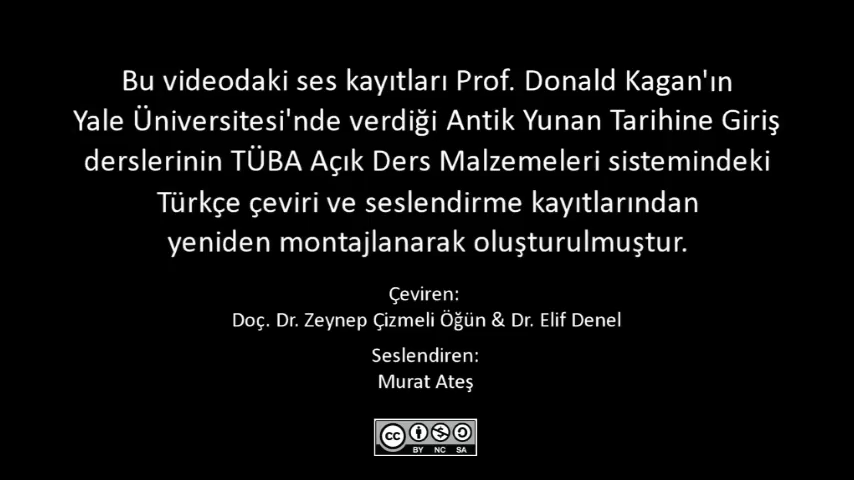 Bu videodaki ses kayıtları Prof. Donald Kagan'ın
Yale Üniversitesi'nde verdiği Antik Yunan Tarihine Giriş
derslerinin TÜBA Açık Ders Malzemeleri sistemindeki
Türkçe çeviri ve seslendirme kayıtlarından
yeniden montajlanarak oluşturulmuştur.
Çeviren:
Doç. Dr. Zeynep Çizmeli Öğün & Dr. Elif Denel
Seslendiren:
Murat Ateş
cc
BY NC SA